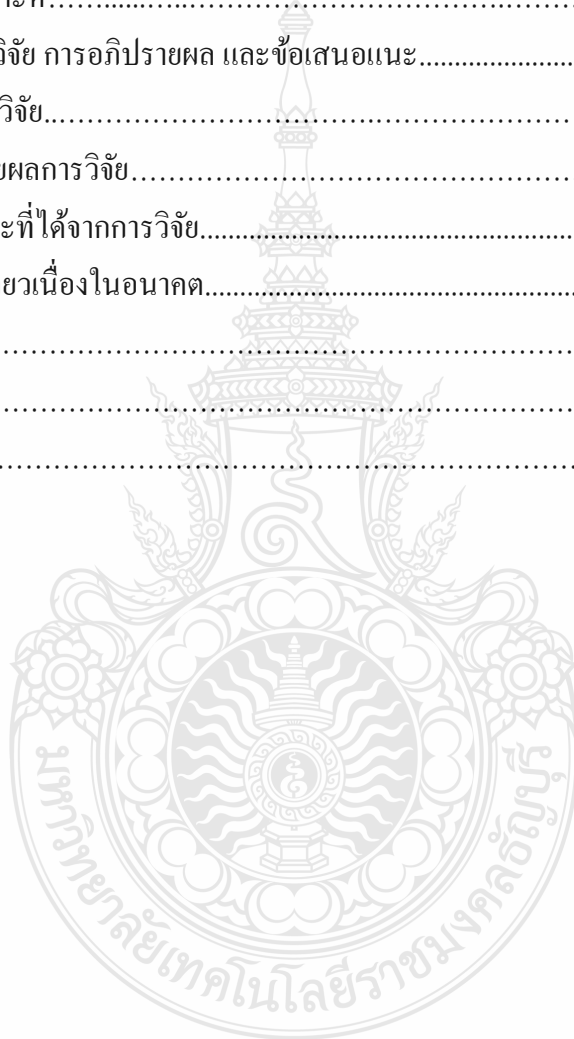 วิจัย การอภิปรายผล และข้อเสนอแนะ..........................
วิจัย..............................................................
ยผลการวิจัย..................................................
ะที่ได้จากการวิจัย..........................................
ยวเนื่องในอนาคต..........................................
....................................................................
....................................................................
....................................................................
มหาวิทยาลัยเทคโนโลยีราชมงคลธัญบุรี